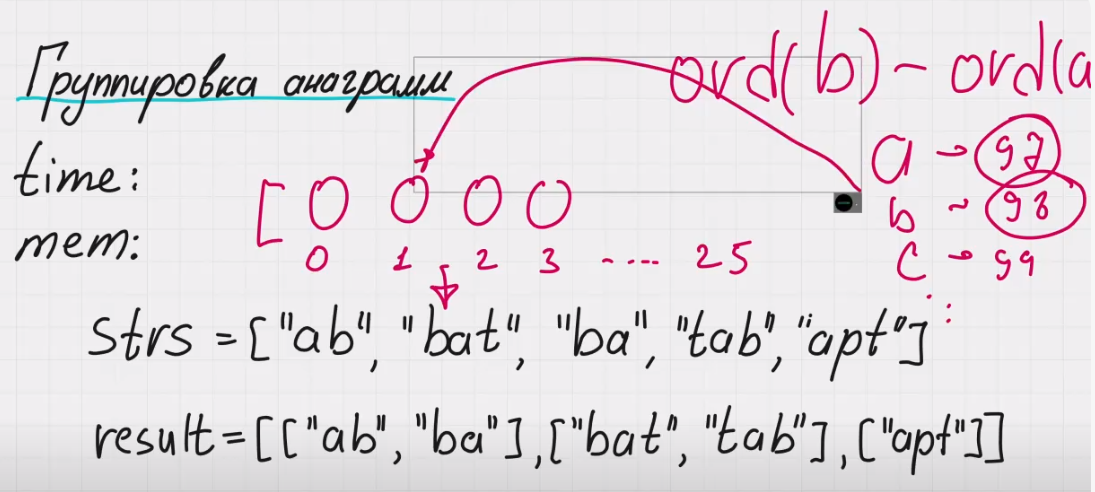 Группировка анаграмм
ord(b) - ord(a
time:
a → 97
[0 0 0 0
b → 98
mem:
0 1 2 3 ..... 25
c → 99
strs = ["ab", "bat", "ba", "tab", "apt"]
result = [["ab", "ba"], ["bat", "tab"], ["apt"]]